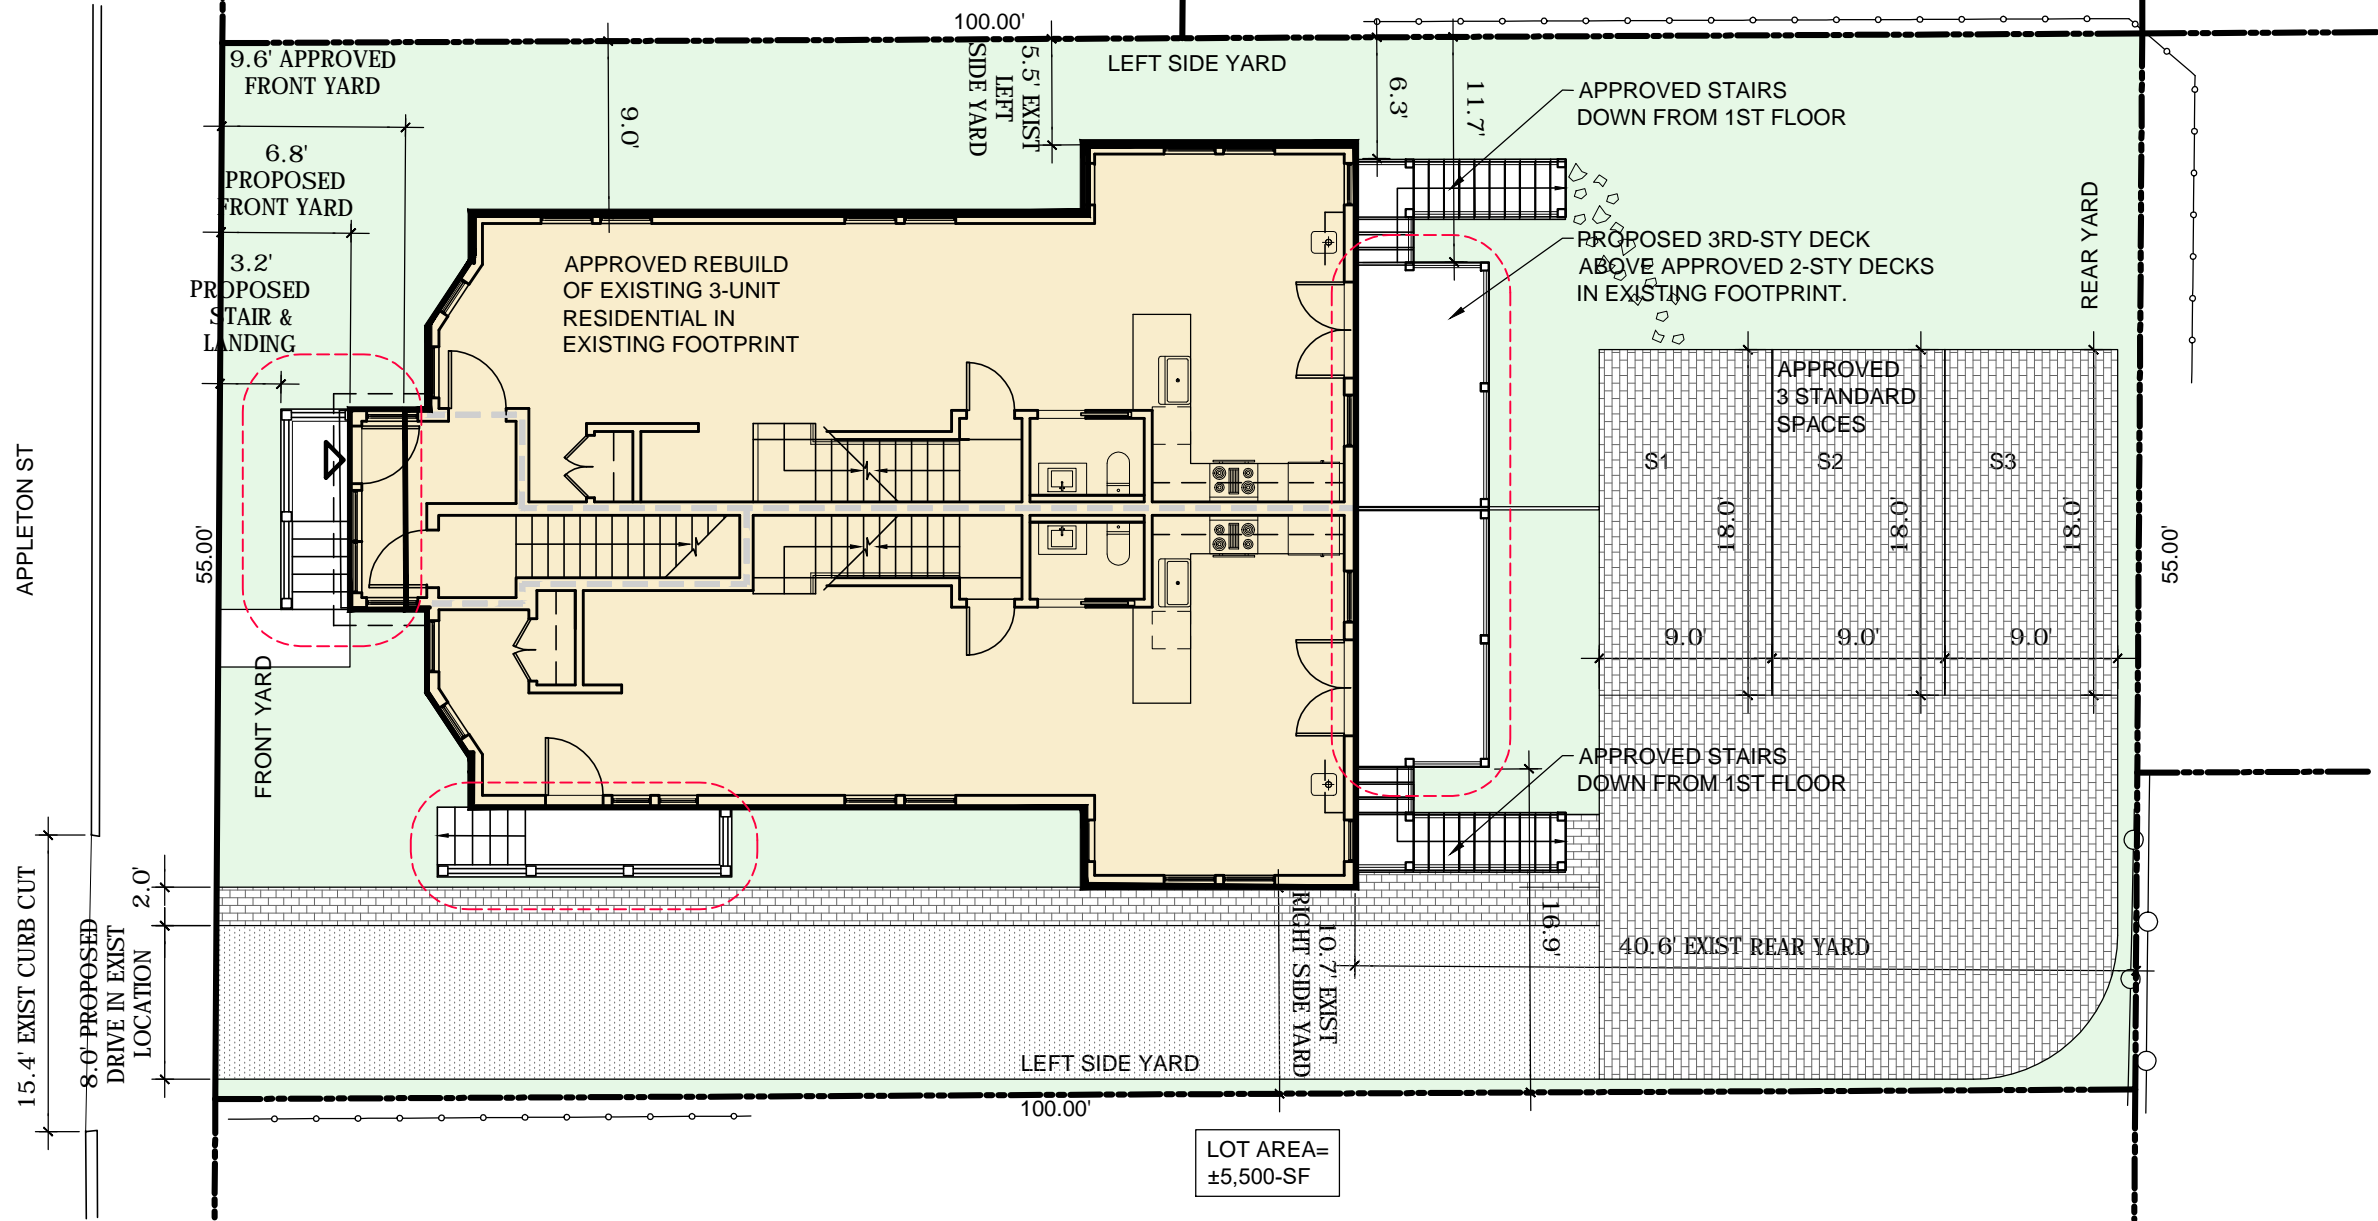 100.00'
9.6' APPROVED
FRONT YARD
6.8'
PROPOSED
FRONT YARD
3.2'
PROPOSED
STAIR &
LANDING
9.0'
5.5' EXIST
LEFT
SIDE YARD
LEFT SIDE YARD
6.3'
11.7'
APPROVED STAIRS
DOWN FROM 1ST FLOOR
PROPOSED 3RD-STY DECK
ABOVE APPROVED 2-STY DECKS
IN EXISTING FOOTPRINT.
REAR YARD
APPROVED REBUILD
OF EXISTING 3-UNIT
RESIDENTIAL IN
EXISTING FOOTPRINT
APPROVED
3 STANDARD
SPACES
S1
S2
S3
18.0'
18.0'
18.0'
9.0'
9.0'
9.0'
APPLETON ST
55.00'
55.00'
FRONT YARD
APPROVED STAIRS
DOWN FROM 1ST FLOOR
15.4' EXIST CURB CUT
2.0'
8.0' PROPOSED
DRIVE IN EXIST
LOCATION
10.7' EXIST
RIGHT SIDE YARD
16.9'
40.6' EXIST REAR YARD
LEFT SIDE YARD
100.00'
LOT AREA=
±5,500-SF